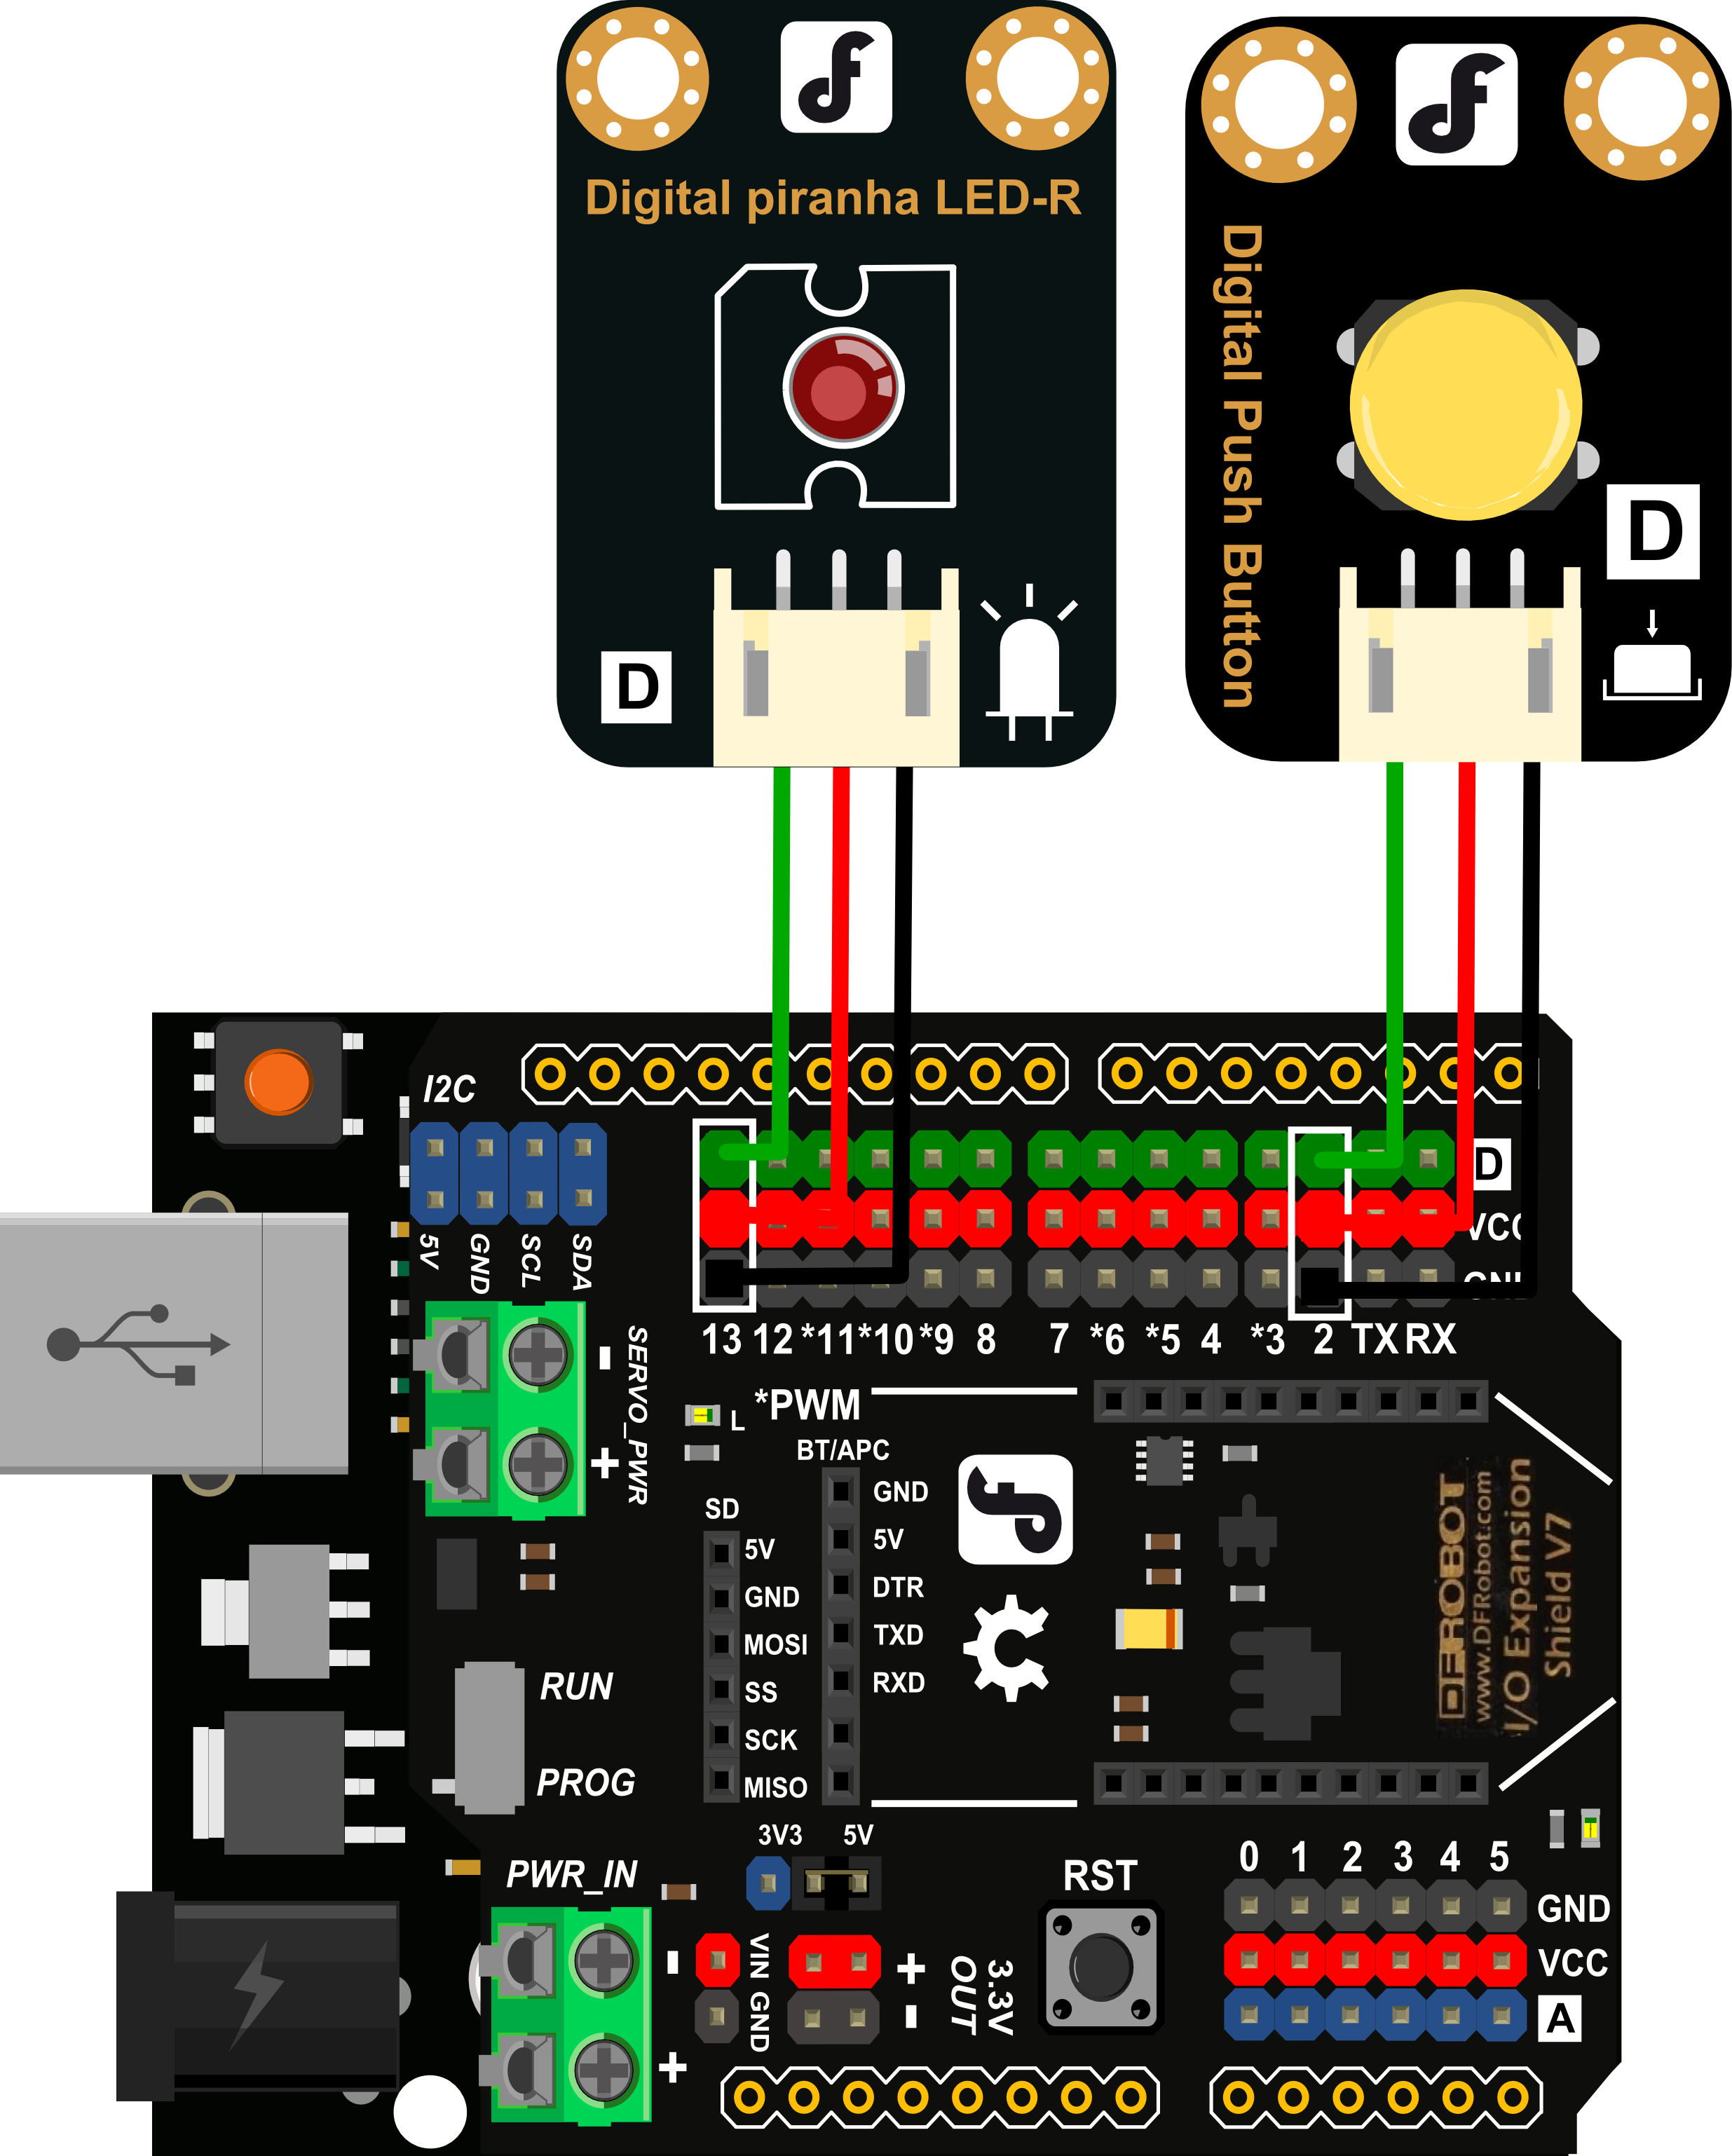 Digital piranha LED-R
Digital Push Button
D
D
I2C
5V
GND
SCL
SDA
D
VCC
13 12 *11 *10 *9 8 7 *6 *5 4 *3 2 TX RX
- SERVO_PWR +
L
*PWM
BT/APC
GND
5V
DTR
TXD
RXD
SD
5V
GND
MOSI
SS
SCK
MISO
DFROBOT
www.DFRobot.com
I/O Expansion
Shield V7
RUN
PROG
3V3 5V
PWR_IN
- +
VIN GND
+ -
3.3V
OUT
RST
0 1 2 3 4 5
GND
VCC
A